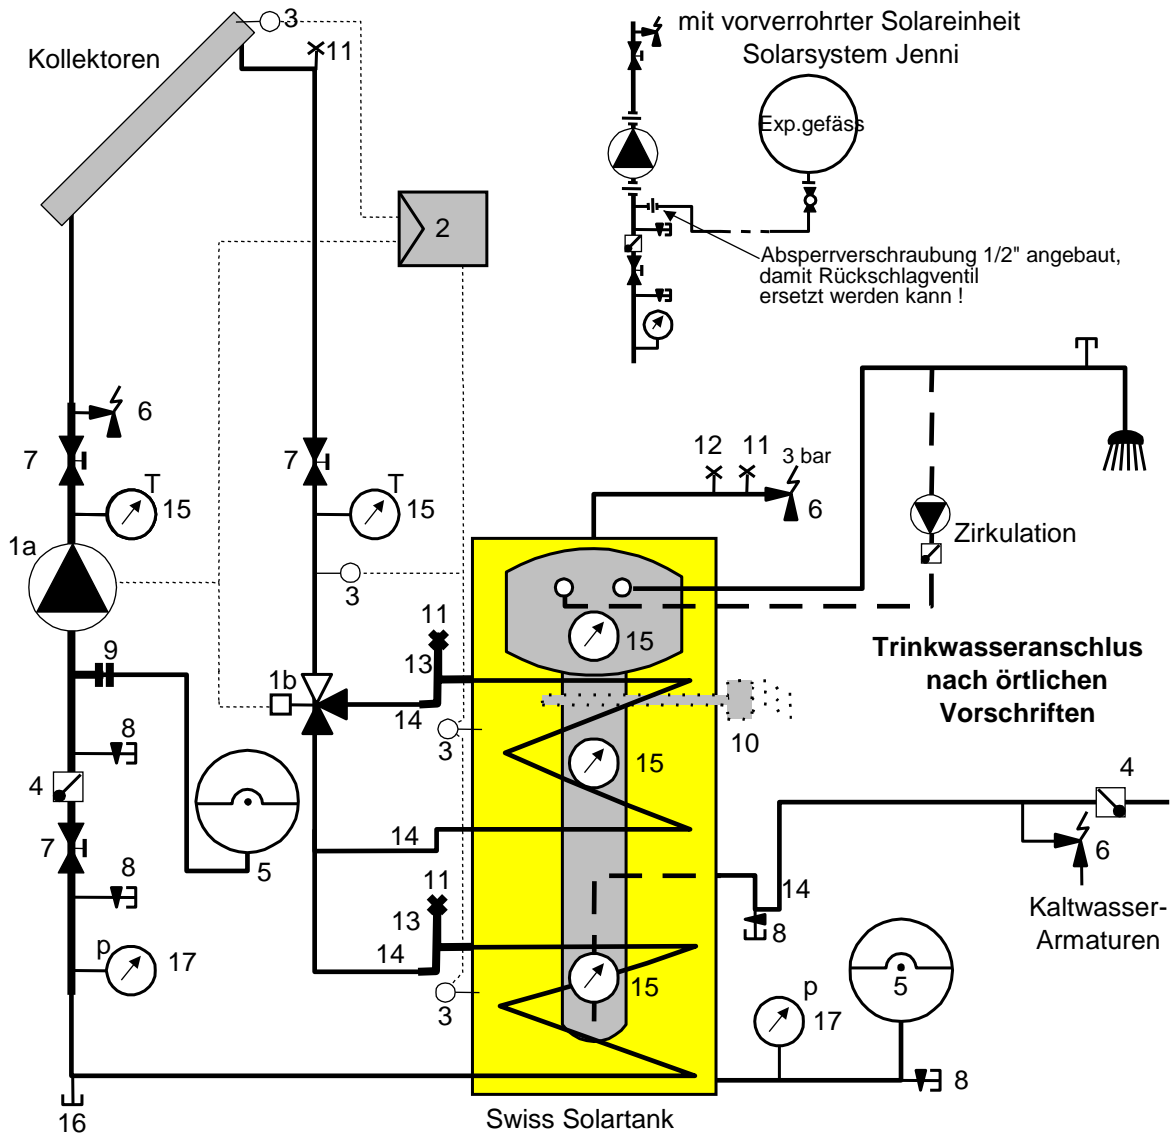 3
mit vorverrohrter Solareinheit
Solarsystem Jenni
Kollektoren
11
Exp.gefäss
2
Absperrverschraubung 1/2" angebaut,
damit Rückschlagventil
ersetzt werden kann !
6
7
7
12
11
3 bar
6
T
15
T
15
1a
Zirkulation
3
11
15
9
13
1b
14
Trinkwasseranschlus
nach örtlichen
Vorschriften
8
3
10
15
4
4
7
14
5
6
8
11
14
13
8
Kaltwasser-
Armaturen
14
p
17
15
5
3
p
17
8
16
Swiss Solartank